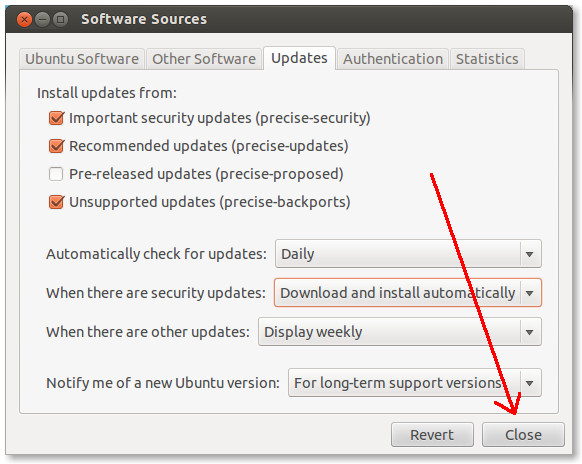 Software Sources
Ubuntu Software Other Software Updates Authentication Statistics
Install updates from:
Important security updates (precise-security)
Recommended updates (precise-updates)
Pre-released updates (precise-proposed)
Unsupported updates (precise-backports)
Automatically check for updates: Daily
When there are security updates: Download and install automatically
When there are other updates: Display weekly
Notify me of a new Ubuntu version: For long-term support versions
Revert Close